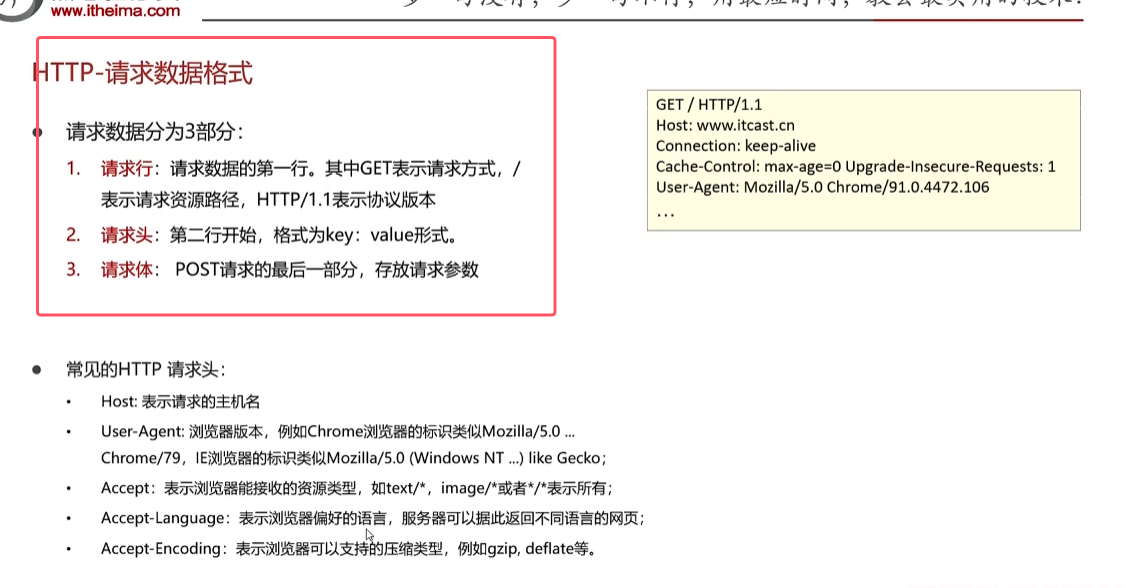 www.itheima.com
HTTP-请求数据格式
● 请求数据分为3部分：
1. 请求行：请求数据的第一行。其中GET表示请求方式，/
表示请求资源路径，HTTP/1.1表示协议版本
2. 请求头：第二行开始，格式为key：value形式。
3. 请求体： POST请求的最后一部分，存放请求参数
GET / HTTP/1.1
Host: www.itcast.cn
Connection: keep-alive
Cache-Control: max-age=0 Upgrade-Insecure-Requests: 1
User-Agent: Mozilla/5.0 Chrome/91.0.4472.106
...
● 常见的HTTP 请求头：
• Host: 表示请求的主机名
• User-Agent: 浏览器版本，例如Chrome浏览器的标识类似Mozilla/5.0 ...
Chrome/79，IE浏览器的标识类似Mozilla/5.0 (Windows NT ...) like Gecko；
• Accept：表示浏览器能接收的资源类型，如text/*，image/*或者*/*表示所有；
• Accept-Language：表示浏览器偏好的语言，服务器可以据此返回不同语言的网页；
• Accept-Encoding：表示浏览器可以支持的压缩类型，例如gzip, deflate等。